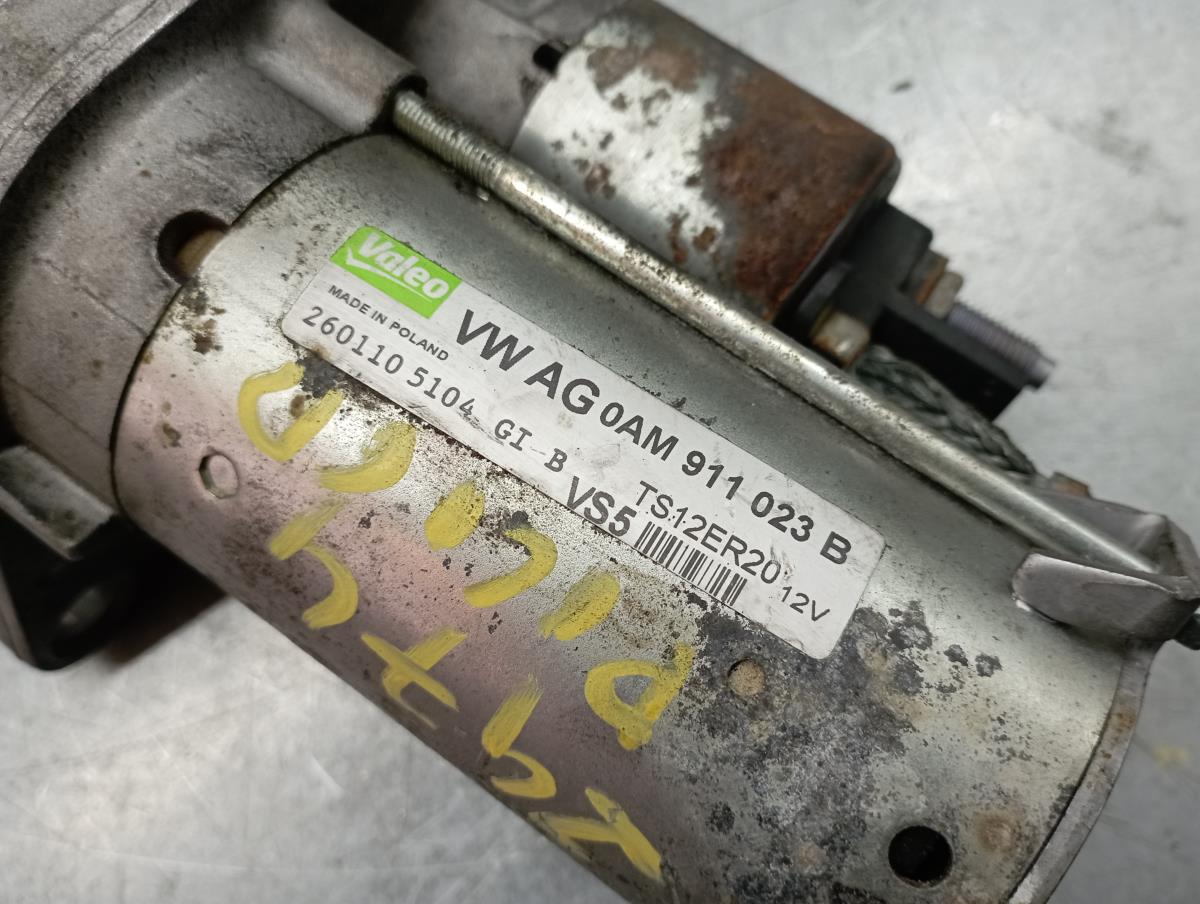 Valeo
VW AG 0AM 911 023 B
MADE IN POLAND
TS12ER20 12V
260110 5104 GI B
VS5